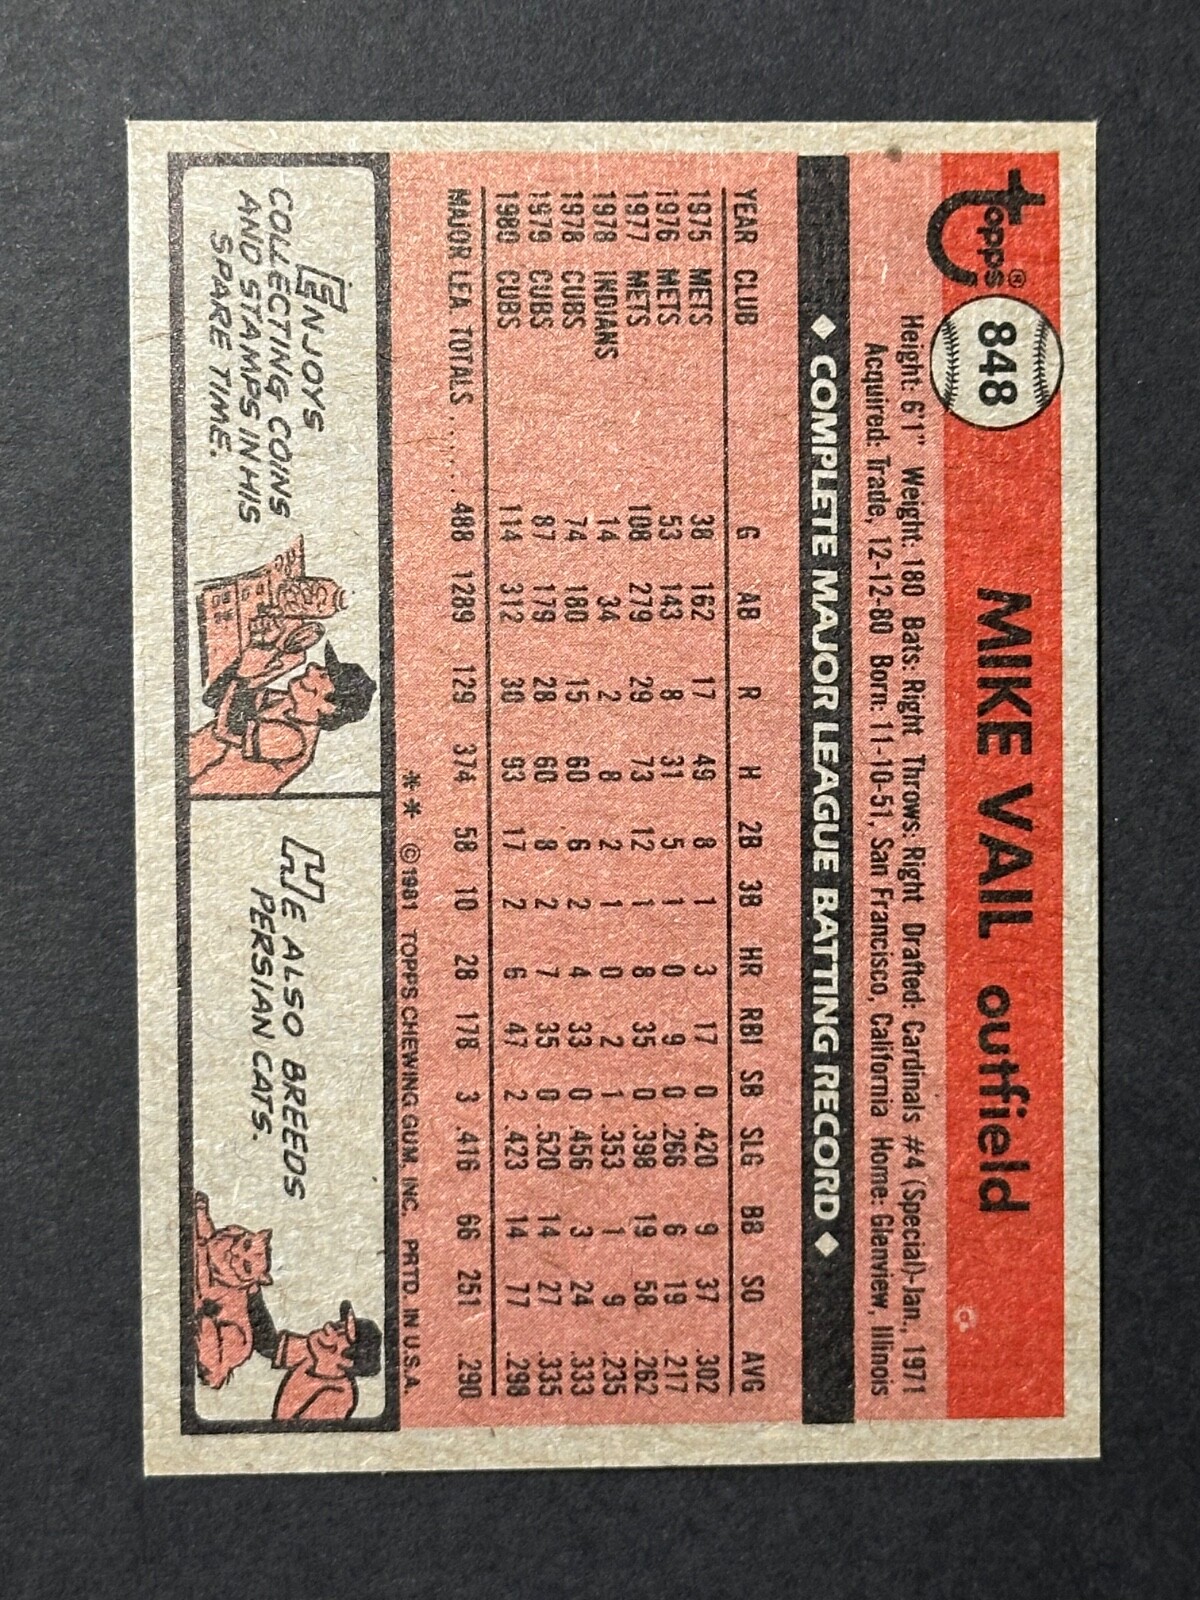 topps®
848
MIKE VAIL outfield
Height: 6'1" Weight: 180 Bats: Right Throws: Right Drafted: Cardinals #4 (Special)-Jan., 1971
Acquired: Trade, 12-12-80 Born: 11-10-51, San Francisco, California Home: Glenview, Illinois
◆ COMPLETE MAJOR LEAGUE BATTING RECORD ◆
YEAR CLUB G AB R H 2B 3B HR RBI SB SLG BB SO AVG
1975 METS 38 162 17 49 8 1 3 17 0 .420 9 37 .302
1976 METS 53 143 8 31 5 1 0 9 0 .266 6 19 .217
1977 METS 108 279 29 73 12 1 8 35 0 .398 19 58 .262
1978 INDIANS 14 34 2 8 2 1 0 2 1 .353 1 9 .235
1978 CUBS 74 180 15 60 6 2 4 33 0 .456 3 24 .333
1979 CUBS 87 179 28 60 8 2 7 35 0 .520 14 27 .335
1980 CUBS 114 312 30 93 17 2 6 47 2 .423 14 77 .298
MAJOR LEA. TOTALS ...... 488 1289 129 374 58 10 28 178 3 .416 66 251 .290
** © 1981 TOPPS CHEWING GUM, INC. PRTD. IN U.S.A.
ENJOYS
COLLECTING COINS
AND STAMPS IN HIS
SPARE TIME.
HE ALSO BREEDS
PERSIAN CATS.